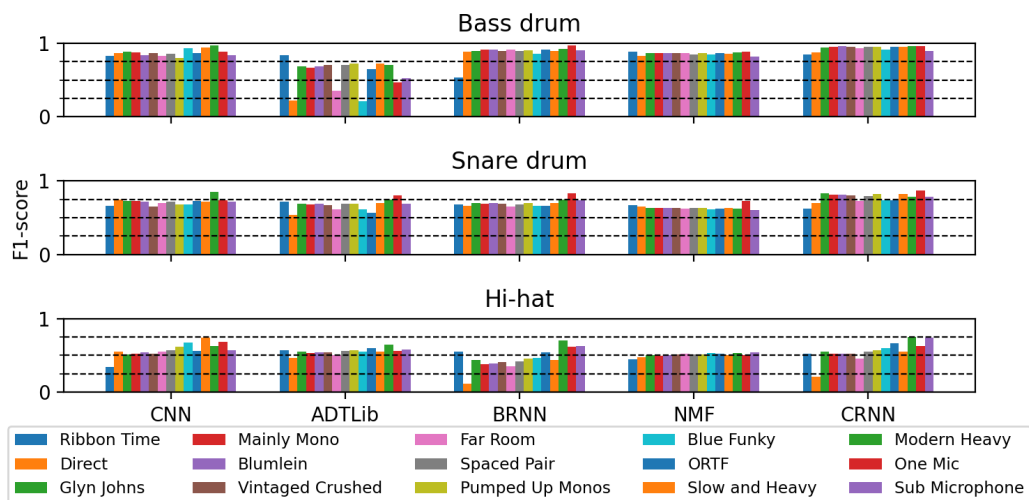 Bass drum
1
0
Snare drum
1
0
F1-score
Hi-hat
1
0
CNN ADTLib BRNN NMF CRNN
Ribbon Time Mainly Mono Far Room Blue Funky Modern Heavy
Direct Blumlein Spaced Pair ORTF One Mic
Glyn Johns Vintaged Crushed Pumped Up Monos Slow and Heavy Sub Microphone